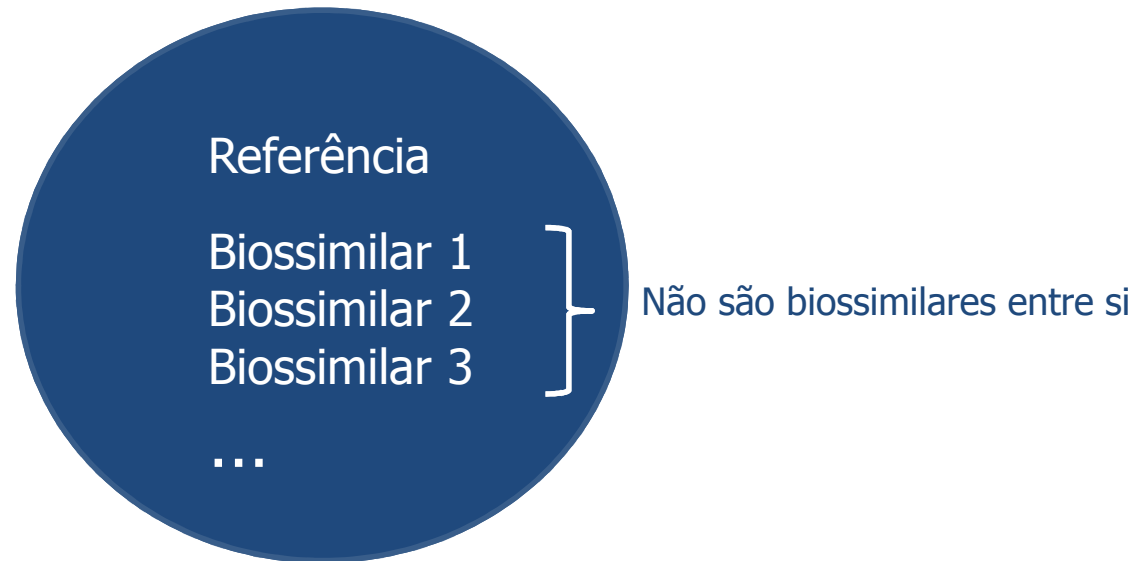 Referência
Biossimilar 1
Biossimilar 2
Biossimilar 3
...
Não são biossimilares entre si